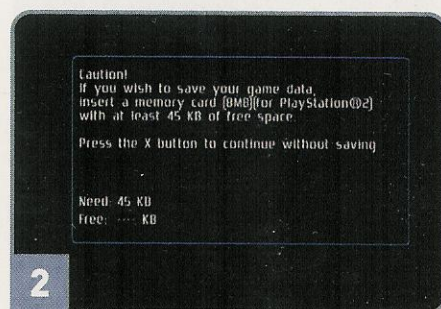 Caution!
If you wish to save your game data,
insert a memory card (8MB)(for PlayStation®2)
with at least 45 KB of free space.
Press the X button to continue without saving
Need: 45 KB
Free: ---- KB
2